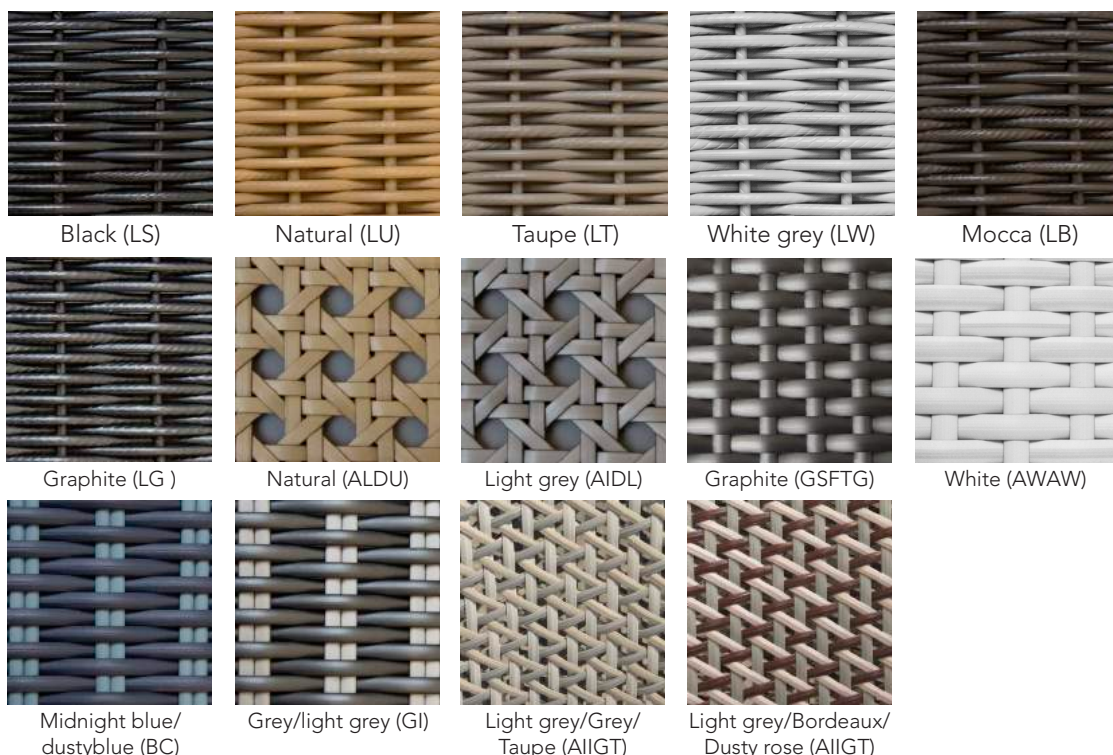 Black (LS)
Natural (LU)
Taupe (LT)
White grey (LW)
Mocca (LB)
Graphite (LG )
Natural (ALDU)
Light grey (AIDL)
Graphite (GSFTG)
White (AWAW)
Midnight blue/
dustyblue (BC)
Grey/light grey (GI)
Light grey/Grey/
Taupe (AIIGT)
Light grey/Bordeaux/
Dusty rose (AIIGT)